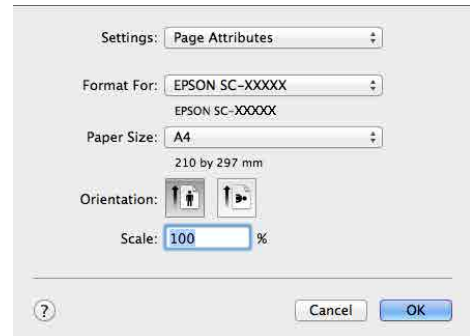 Settings: Page Attributes
Format For: EPSON SC-XXXXX
EPSON SC-XXXXX
Paper Size: A4
210 by 297 mm
Orientation:
Scale: 100 %
? Cancel OK